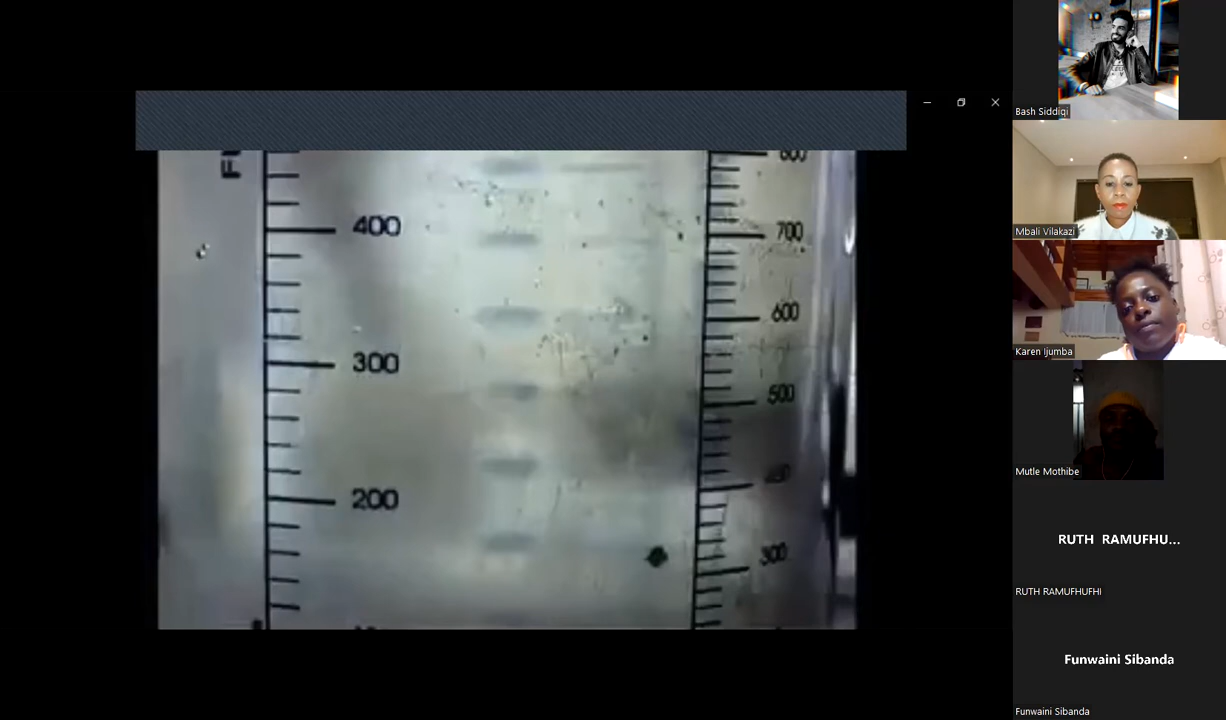 Bash Siddiqi
Mbali Vilakazi
Karen Ijumba
Mutle Mothibe
RUTH RAMUFHU...
RUTH RAMUFHUFHI
Funwaini Sibanda
Funwaini Sibanda
400
300
200
800
700
600
500
400
300